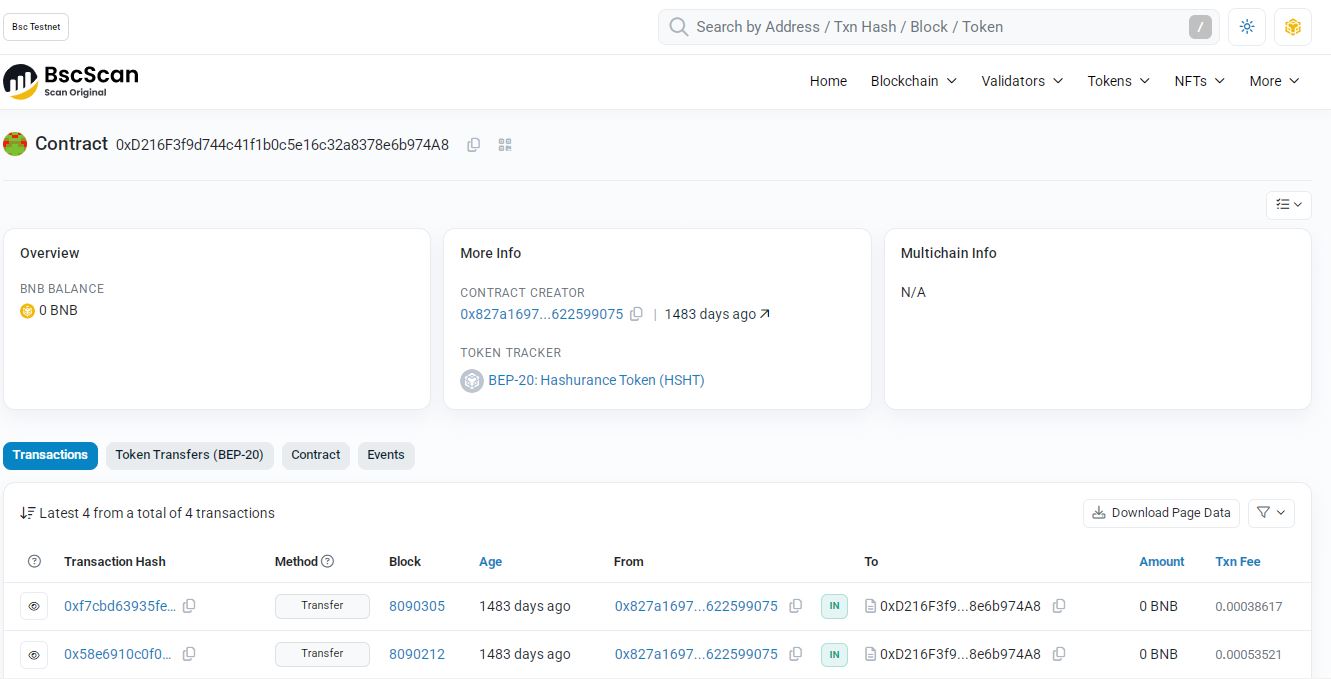 Bsc Testnet
Search by Address / Txn Hash / Block / Token /
BscScan
Scan Original
Home Blockchain Validators Tokens NFTs More
Contract 0xD216F3f9d744c41f1b0c5e16c32a8378e6b974A8
Overview
BNB BALANCE
0 BNB
More Info
CONTRACT CREATOR
0x827a1697...622599075 | 1483 days ago
TOKEN TRACKER
BEP-20: Hashurance Token (HSHT)
Multichain Info
N/A
Transactions Token Transfers (BEP-20) Contract Events
Latest 4 from a total of 4 transactions Download Page Data
? Transaction Hash Method ? Block Age From To Amount Txn Fee
0xf7cbd63935fe... Transfer 8090305 1483 days ago 0x827a1697...622599075 IN 0xD216F3f9...8e6b974A8 0 BNB 0.00038617
0x58e6910c0f0... Transfer 8090212 1483 days ago 0x827a1697...622599075 IN 0xD216F3f9...8e6b974A8 0 BNB 0.00053521